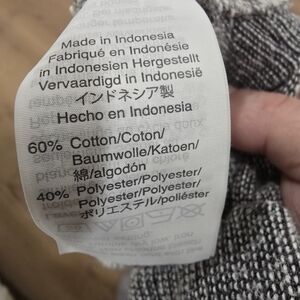 Made in Indonesia
Fabriqué en Indonésie
in Indonesien Hergestellt
Vervaardigd in Indonesië
インドネシア製
Hecho en Indonesia
60% Cotton/Coton/
Baumwolle/Katoen/
綿/algodón
40% Polyester/Polyester/
Polyester/Polyester/
ポリエステル/poliéster